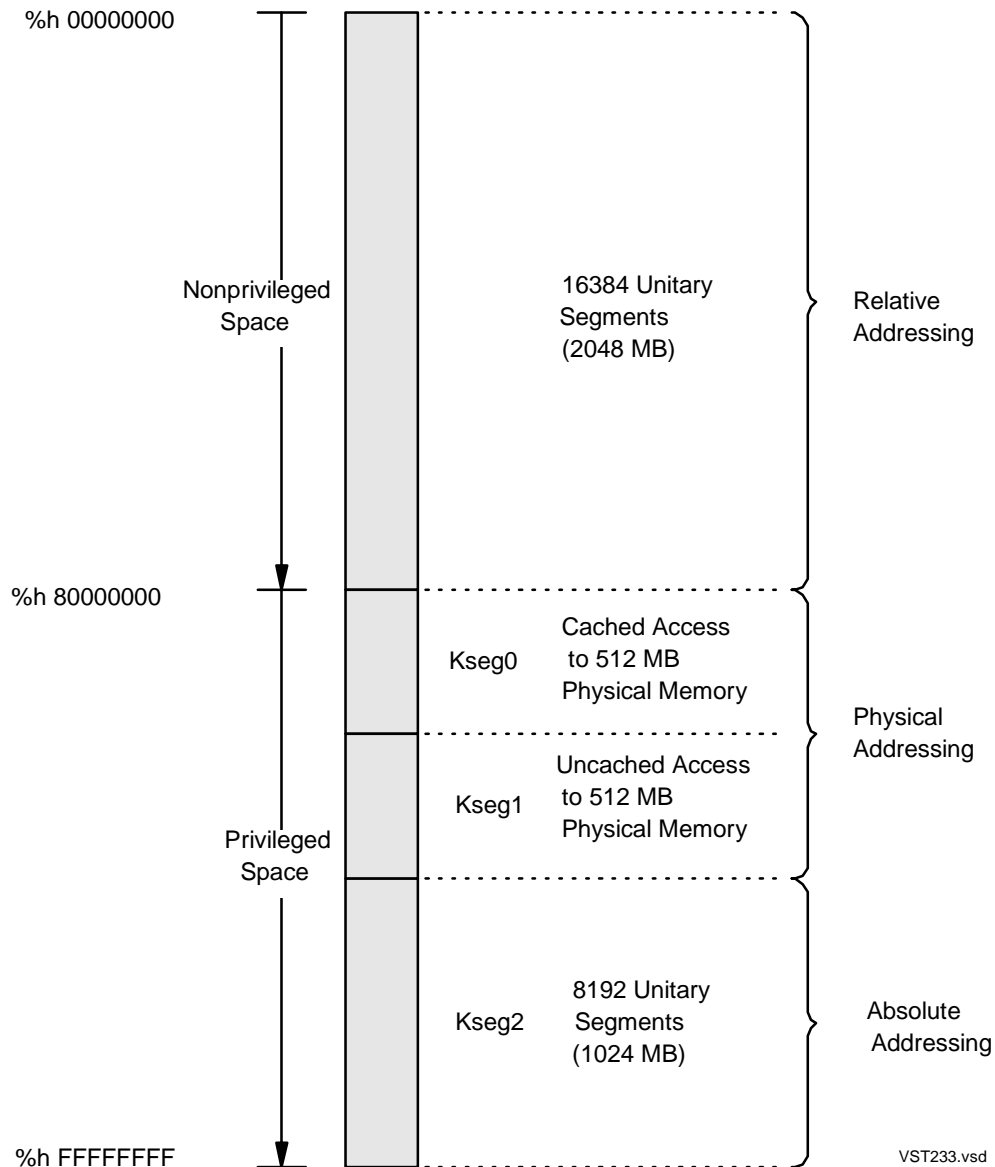 %h 00000000
Nonprivileged
Space
16384 Unitary
Segments
(2048 MB)
Relative
Addressing
%h 80000000
Kseg0
Cached Access
to 512 MB
Physical Memory
Physical
Addressing
Kseg1
Uncached Access
to 512 MB
Physical Memory
Privileged
Space
Kseg2
8192 Unitary
Segments
(1024 MB)
Absolute
Addressing
%h FFFFFFFF
VST233.vsd